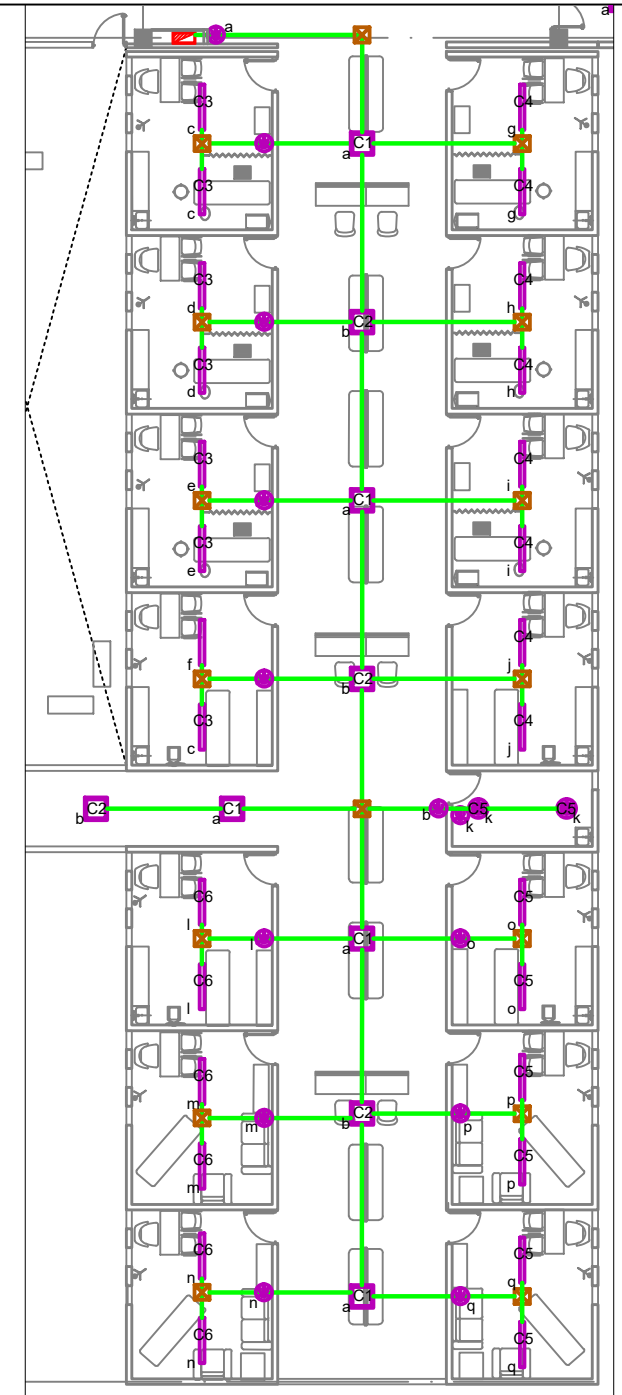 a
a
C3 C4
c C1 g
a
C3 C4
c g
C3 C4
d C2 h
b
C3 C4
d h
C3 C4
e C1 i
a
C3 C4
e i
C4
f C2 j
b
C3 C4
c j
C2 C1 C5 C5
b a b k k
k
C6 C5
l C1 o
a l o
C6 C5
l o
C6 C5
m C2 p
b m p
C6 C5
m p
C6 C5
n C1 q
a n q
C6 C5
n q